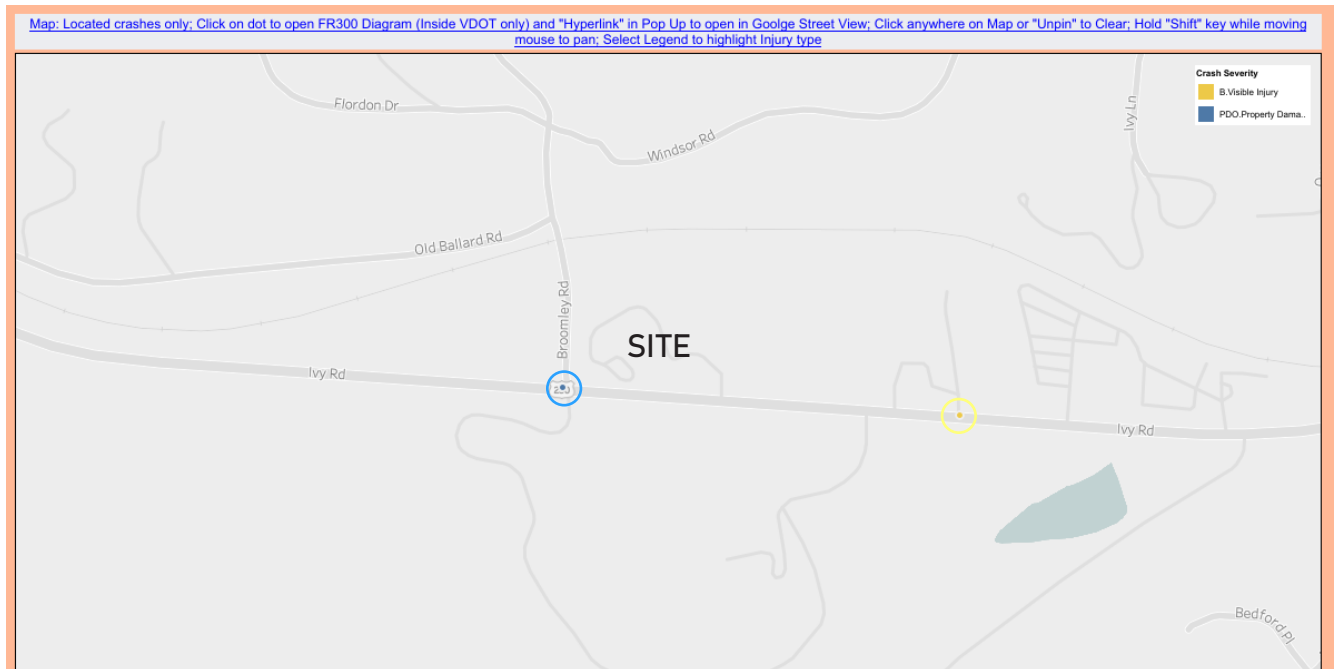 Map: Located crashes only; Click on dot to open FR300 Diagram (Inside VDOT only) and "Hyperlink" in Pop Up to open in Goolge Street View; Click anywhere on Map or "Unpin" to Clear; Hold "Shift" key while moving
mouse to pan; Select Legend to highlight Injury type
Crash Severity
B.Visible Injury
PDO.Property Dama..
Flordon Dr
Windsor Rd
Ivy Ln
Old Ballard Rd
Broomley Rd
SITE
Ivy Rd
Ivy Rd
Bedford Pl